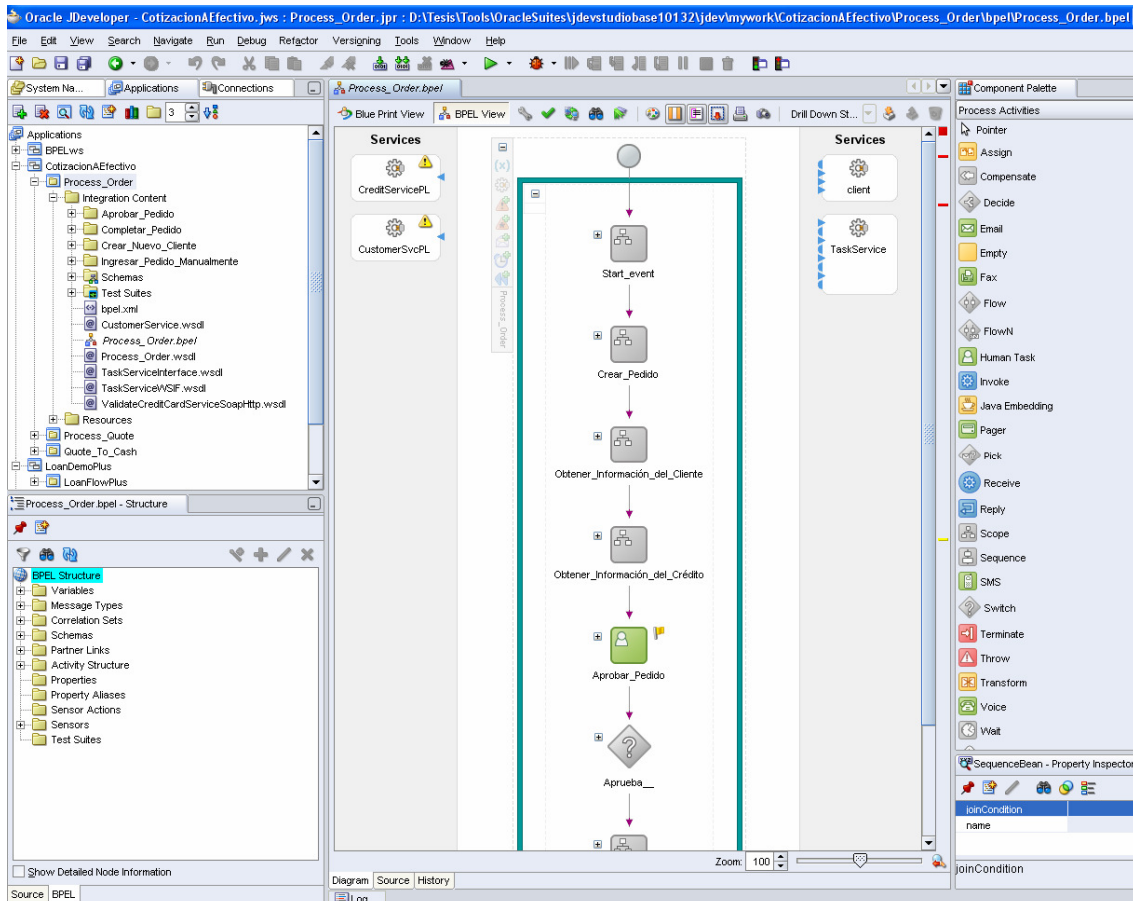 Oracle JDeveloper - CotizacionAEfectivo.jws : Process_Order.jpr : D:\Tesis\Tools\OracleSuites\jdevstudiobase10132\jdev\mywork\CotizacionAEfectivo\Process_Order\bpel\Process_Order.bpel
File Edit View Search Navigate Run Debug Refactor Versioning Tools Window Help
System Na... Applications Connections
3
Applications
BPELws
CotizacionAEfectivo
Process_Order
Integration Content
Aprobar_Pedido
Completar_Pedido
Crear_Nuevo_Cliente
Ingresar_Pedido_Manualmente
Schemas
Test Suites
bpel.xml
CustomerService.wsdl
Process_Order.bpel
Process_Order.wsdl
TaskServiceInterface.wsdl
TaskServiceWSIF.wsdl
ValidateCreditCardServiceSoapHttp.wsdl
Resources
Process_Quote
Quote_To_Cash
LoanDemoPlus
LoanFlowPlus
Process_Order.bpel - Structure
BPEL Structure
Variables
Message Types
Correlation Sets
Schemas
Partner Links
Activity Structure
Properties
Property Aliases
Sensor Actions
Sensors
Test Suites
Show Detailed Node Information
Source BPEL
Process_Order.bpel
Blue Print View BPEL View Drill Down St...
Services
CreditServicePL
CustomerSvcPL
Process_Order
Start_event
Crear_Pedido
Obtener_Información_del_Cliente
Obtener_Información_del_Crédito
Aprobar_Pedido
Aprueba__
Services
client
TaskService
Zoom: 100
Diagram Source History
Log
Component Palette
Process Activities
Pointer
Assign
Compensate
Decide
Email
Empty
Fax
Flow
FlowN
Human Task
Invoke
Java Embedding
Pager
Pick
Receive
Reply
Scope
Sequence
SMS
Switch
Terminate
Throw
Transform
Voice
Wait
SequenceBean - Property Inspector
joinCondition
name
joinCondition